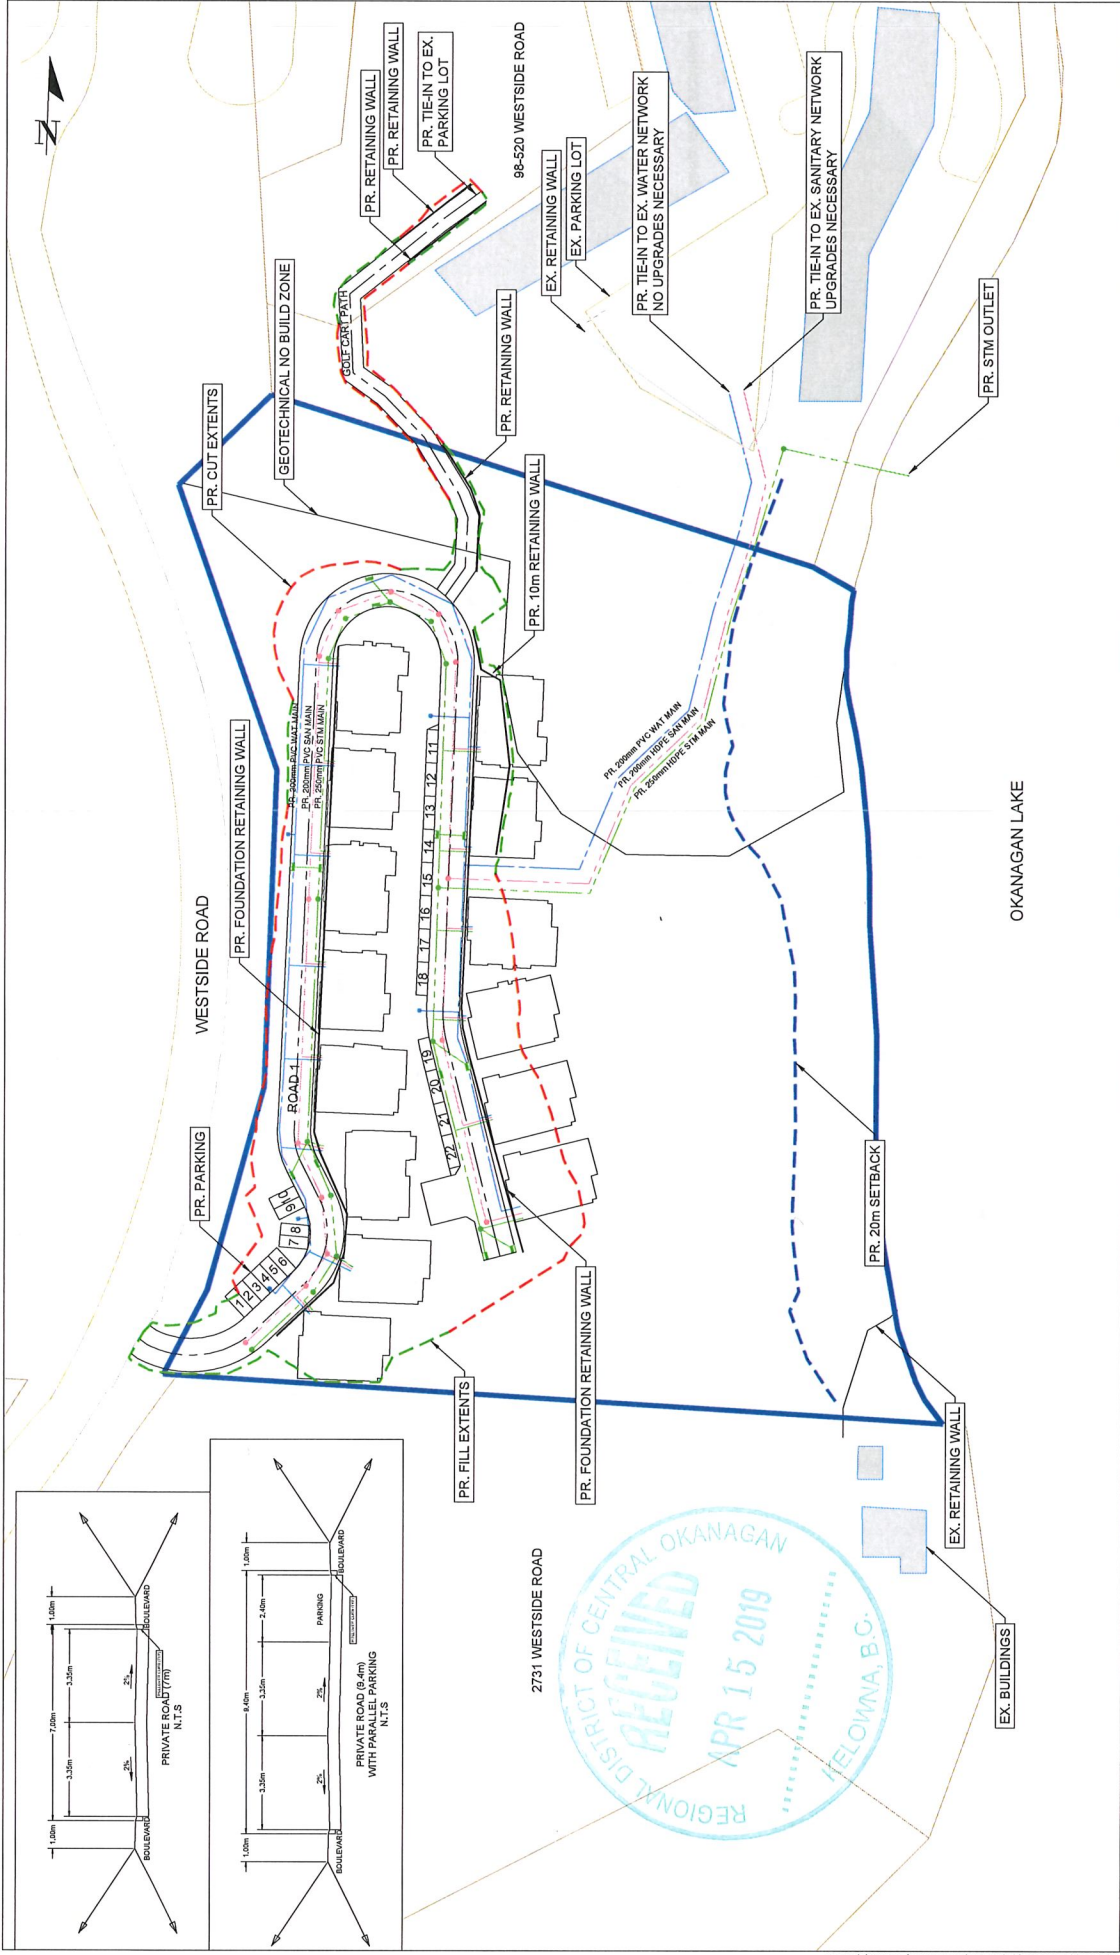 N
WESTSIDE ROAD
OKANAGAN LAKE
98-520 WESTSIDE ROAD
2731 WESTSIDE ROAD
PR. RETAINING WALL
PR. RETAINING WALL
PR. TIE-IN TO EX.
PARKING LOT
GOLF CART PATH
GEOTECHNICAL NO BUILD ZONE
PR. CUT EXTENTS
EX. RETAINING WALL
EX. PARKING LOT
PR. TIE-IN TO EX. WATER NETWORK
NO UPGRADES NECESSARY
PR. TIE-IN TO EX. SANITARY NETWORK
UPGRADES NECESSARY
PR. STM OUTLET
PR. RETAINING WALL
PR. 10m RETAINING WALL
PR. FOUNDATION RETAINING WALL
PR. 200mm PVC WAT MAIN
PR. 200mm PVC SAN MAIN
PR. 250mm PVC STM MAIN
PR. 200mm PVC WAT MAIN
PR. 200mm HDPE SAN MAIN
PR. 250mm HDPE STM MAIN
ROAD 1
PR. PARKING
1
2
3
4
5
6
7
8
9
10
11
12
13
14
15
16
17
18
19
20
21
22
PR. 20m SETBACK
PR. FILL EXTENTS
PR. FOUNDATION RETAINING WALL
EX. RETAINING WALL
EX. BUILDINGS
1.00m
7.00m
1.00m
3.35m
3.35m
2%
2%
BOULEVARD
BOULEVARD
PRIVATE ROAD (7m)
N.T.S
1.00m
9.40m
1.00m
3.35m
3.35m
2.40m
PARKING
2%
2%
BOULEVARD
BOULEVARD
PRIVATE ROAD (9.4m)
WITH PARALLEL PARKING
N.T.S
REGIONAL DISTRICT OF CENTRAL OKANAGAN
RECEIVED
APR 15 2019
KELOWNA, B.C.